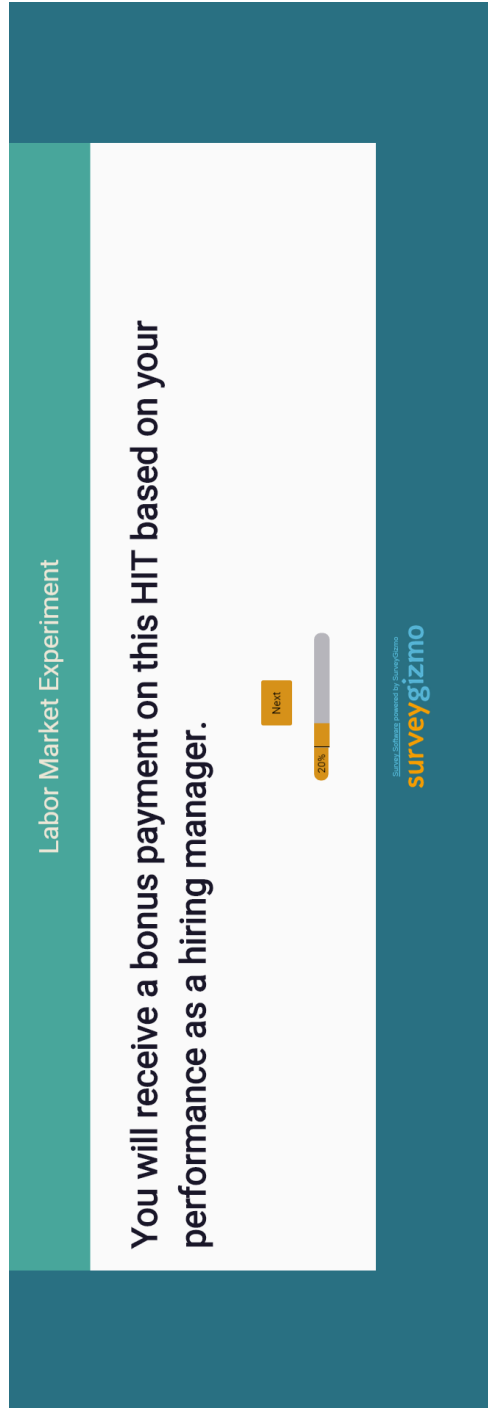 Labor Market Experiment
You will receive a bonus payment on this HIT based on your
performance as a hiring manager.
Next
20%
Survey Software powered by SurveyGizmo
surveygizmo